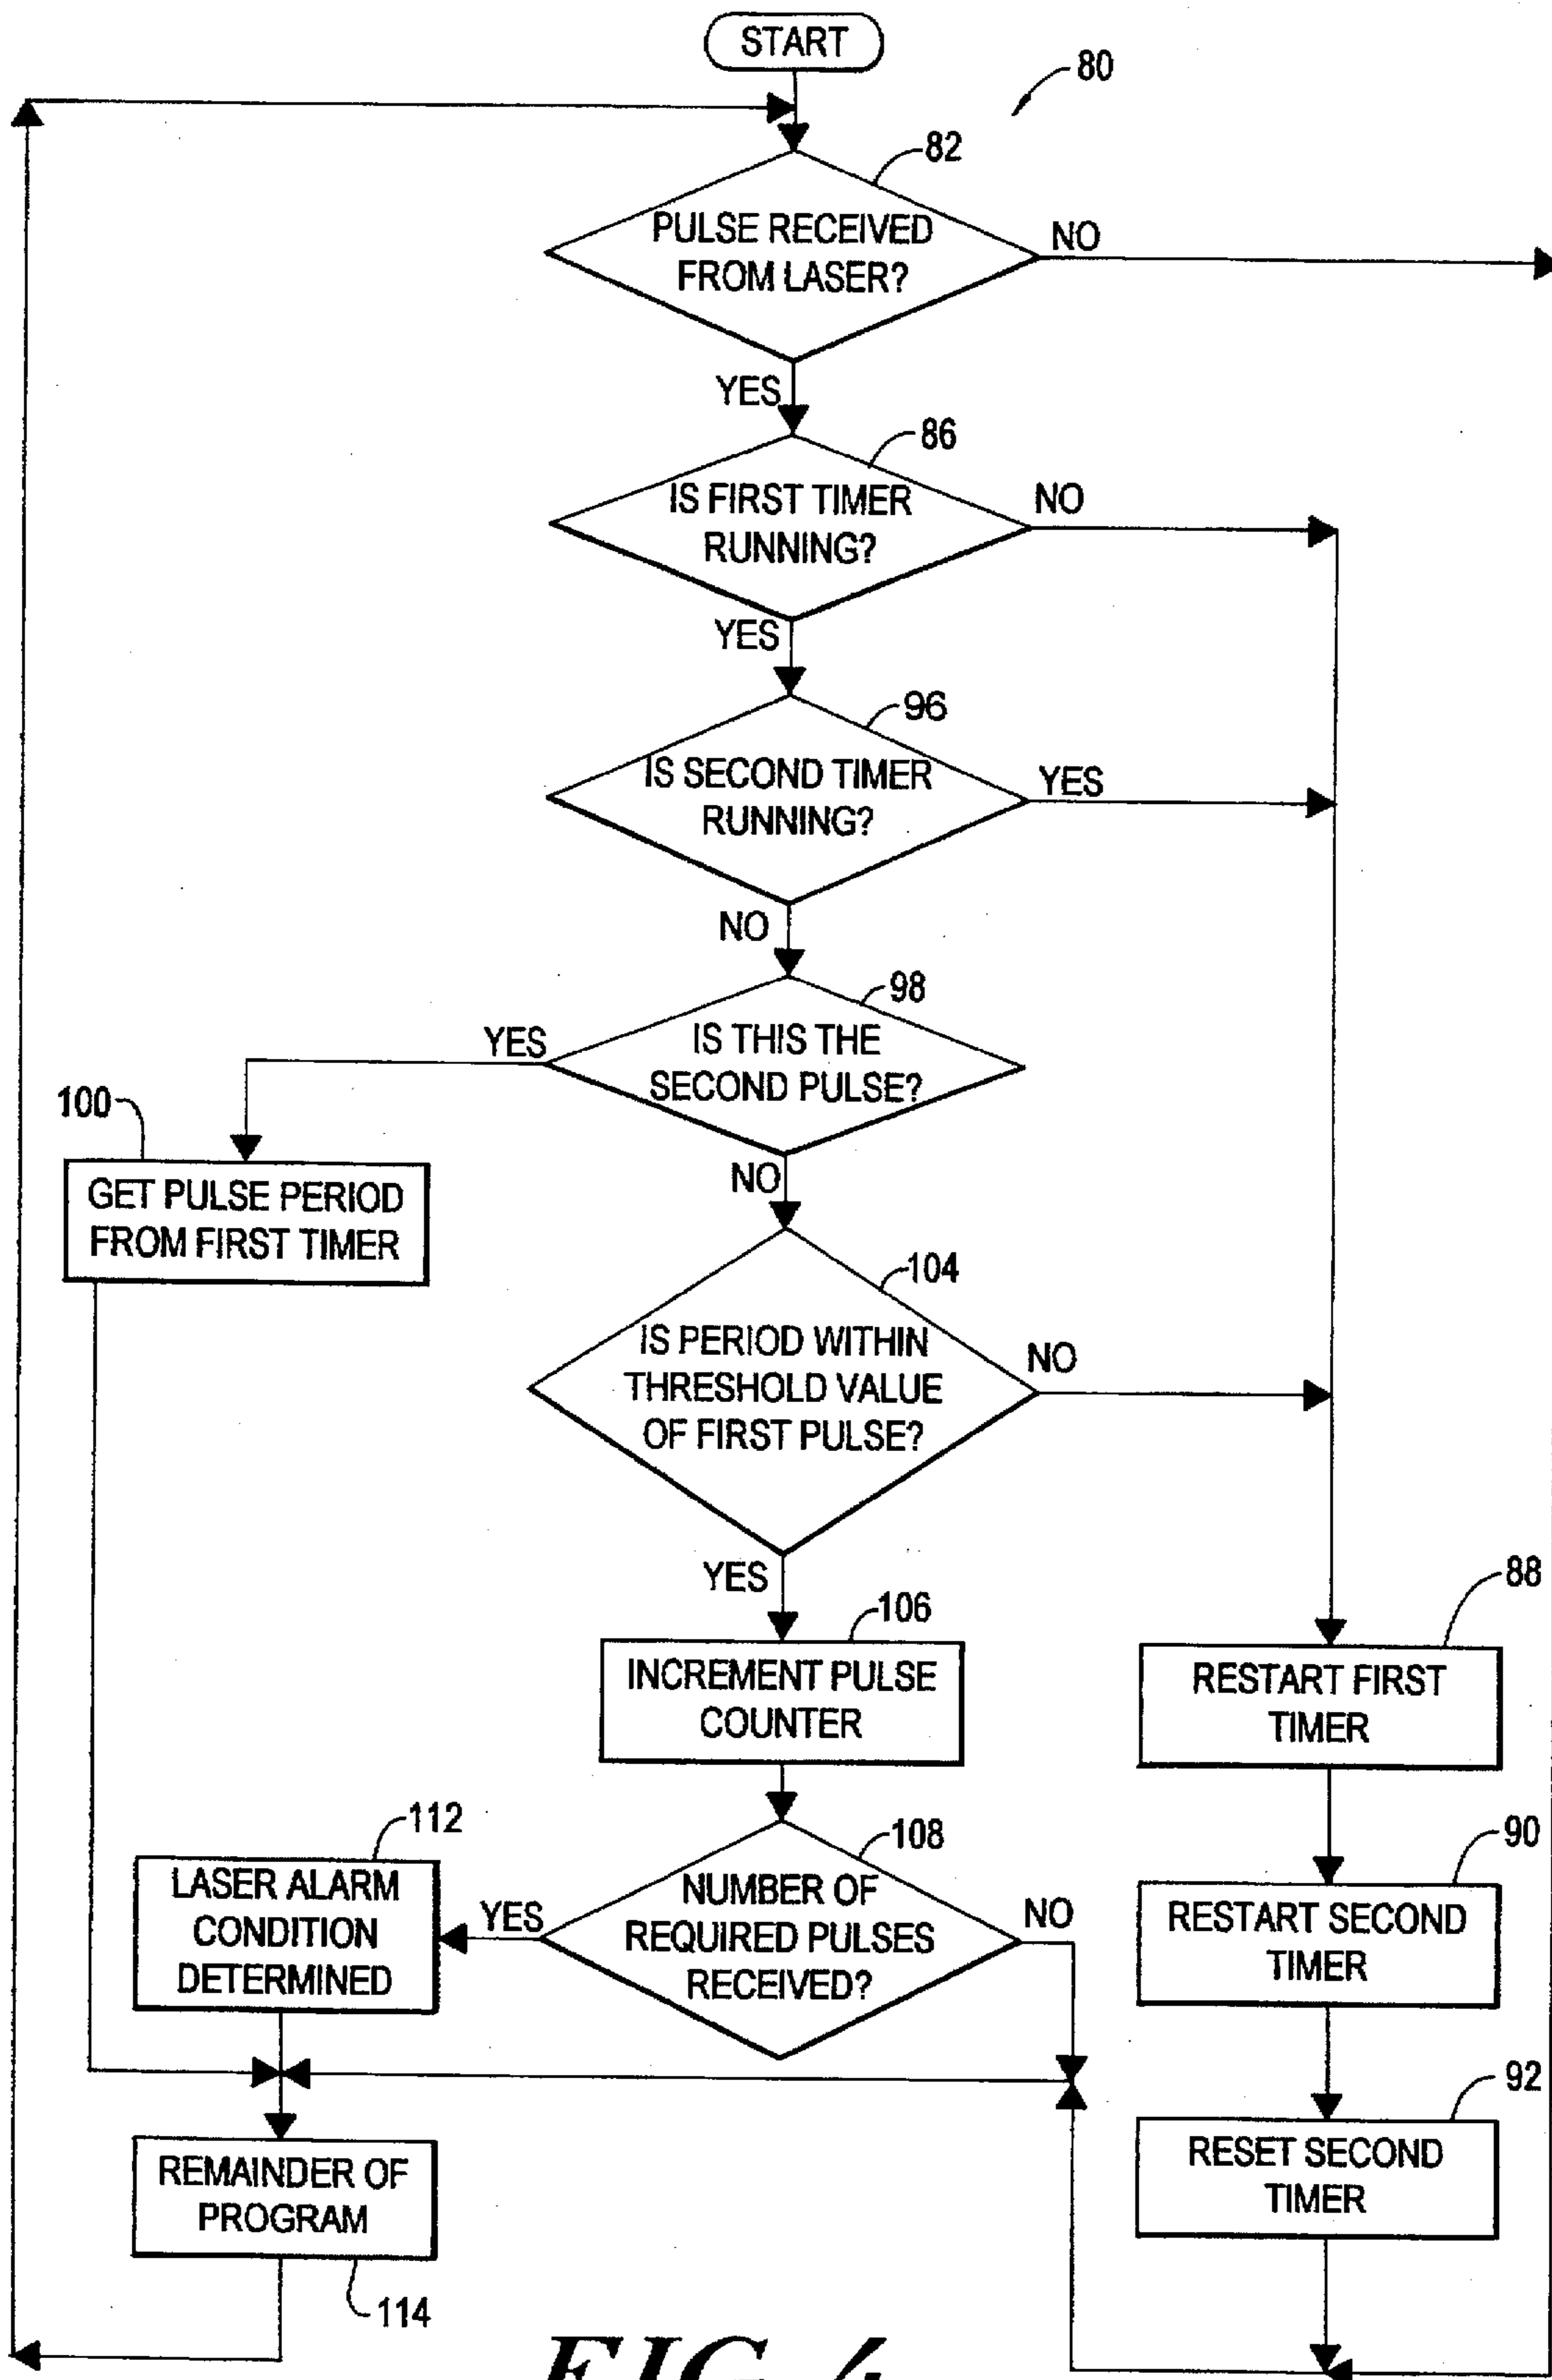 START
80
82
PULSE RECEIVED
FROM LASER?
NO
YES
86
IS FIRST TIMER
RUNNING?
NO
YES
96
IS SECOND TIMER
RUNNING?
YES
NO
98
IS THIS THE
SECOND PULSE?
YES
100
GET PULSE PERIOD
FROM FIRST TIMER
NO
104
IS PERIOD WITHIN
THRESHOLD VALUE
OF FIRST PULSE?
NO
YES
106
INCREMENT PULSE
COUNTER
88
RESTART FIRST
TIMER
108
NUMBER OF
REQUIRED PULSES
RECEIVED?
YES
NO
112
LASER ALARM
CONDITION
DETERMINED
90
RESTART SECOND
TIMER
92
RESET SECOND
TIMER
REMAINDER OF
PROGRAM
114
FIG. 4